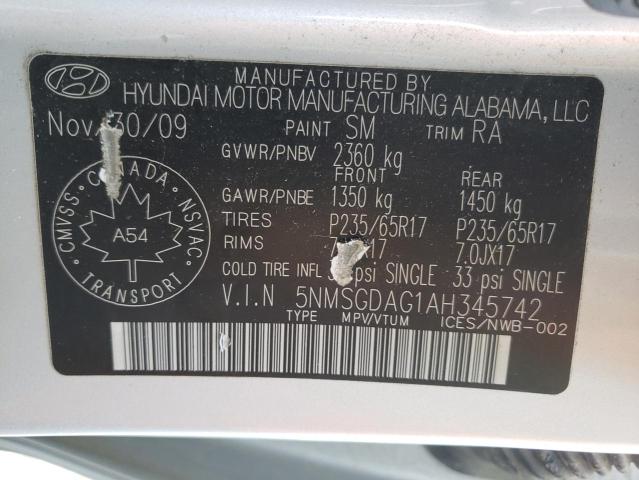 MANUFACTURED BY
HYUNDAI MOTOR MANUFACTURING ALABAMA, LLC
Nov 30/09 PAINT SM TRIM RA
GVWR/PNBV 2360 kg
FRONT REAR
GAWR/PNBE 1350 kg 1450 kg
TIRES P235/65R17 P235/65R17
RIMS 7.0JX17
COLD TIRE INFL psi SINGLE 33 psi SINGLE
V.I.N 5NMSGDAG1AH345742
TYPE MPV/VTUM ICES/NWB-002
CANADA
CMVSS NSVAC
A54
TRANSPORT